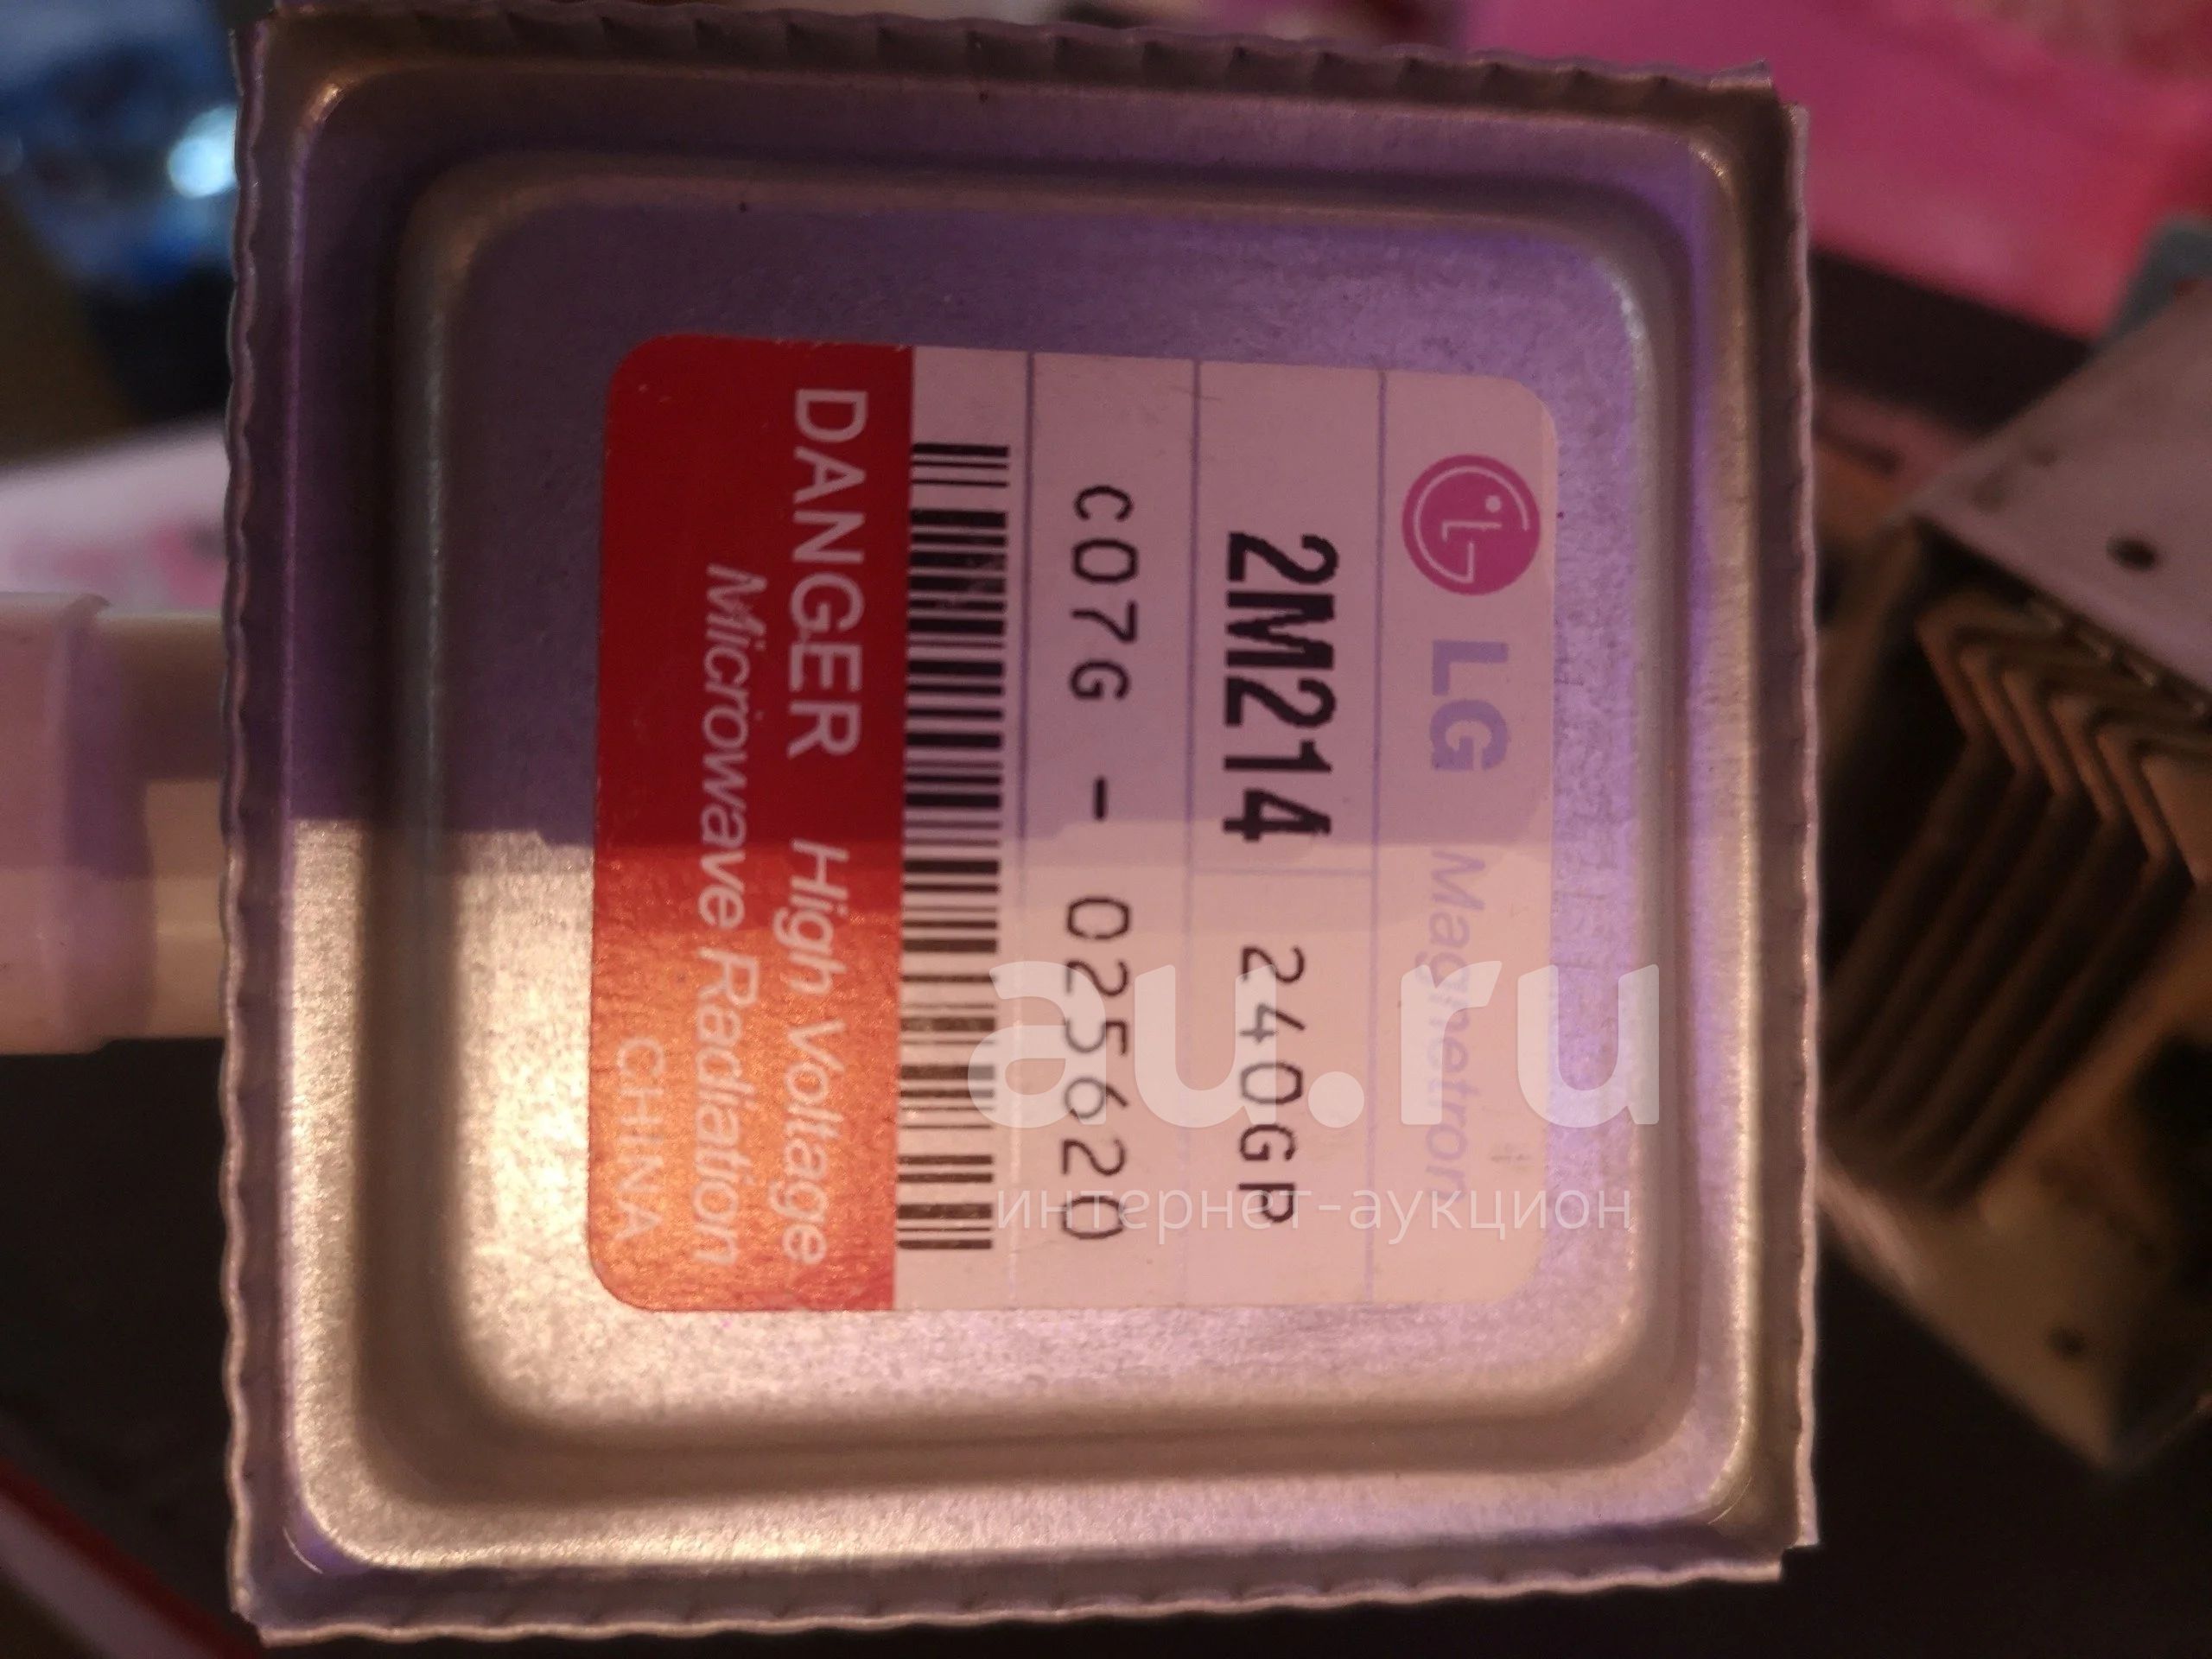 LG Magnetron
2M214 240GP
C07G - 025620
DANGER High Voltage
Microwave Radiation
CHINA
au.ru
интернет-аукцион